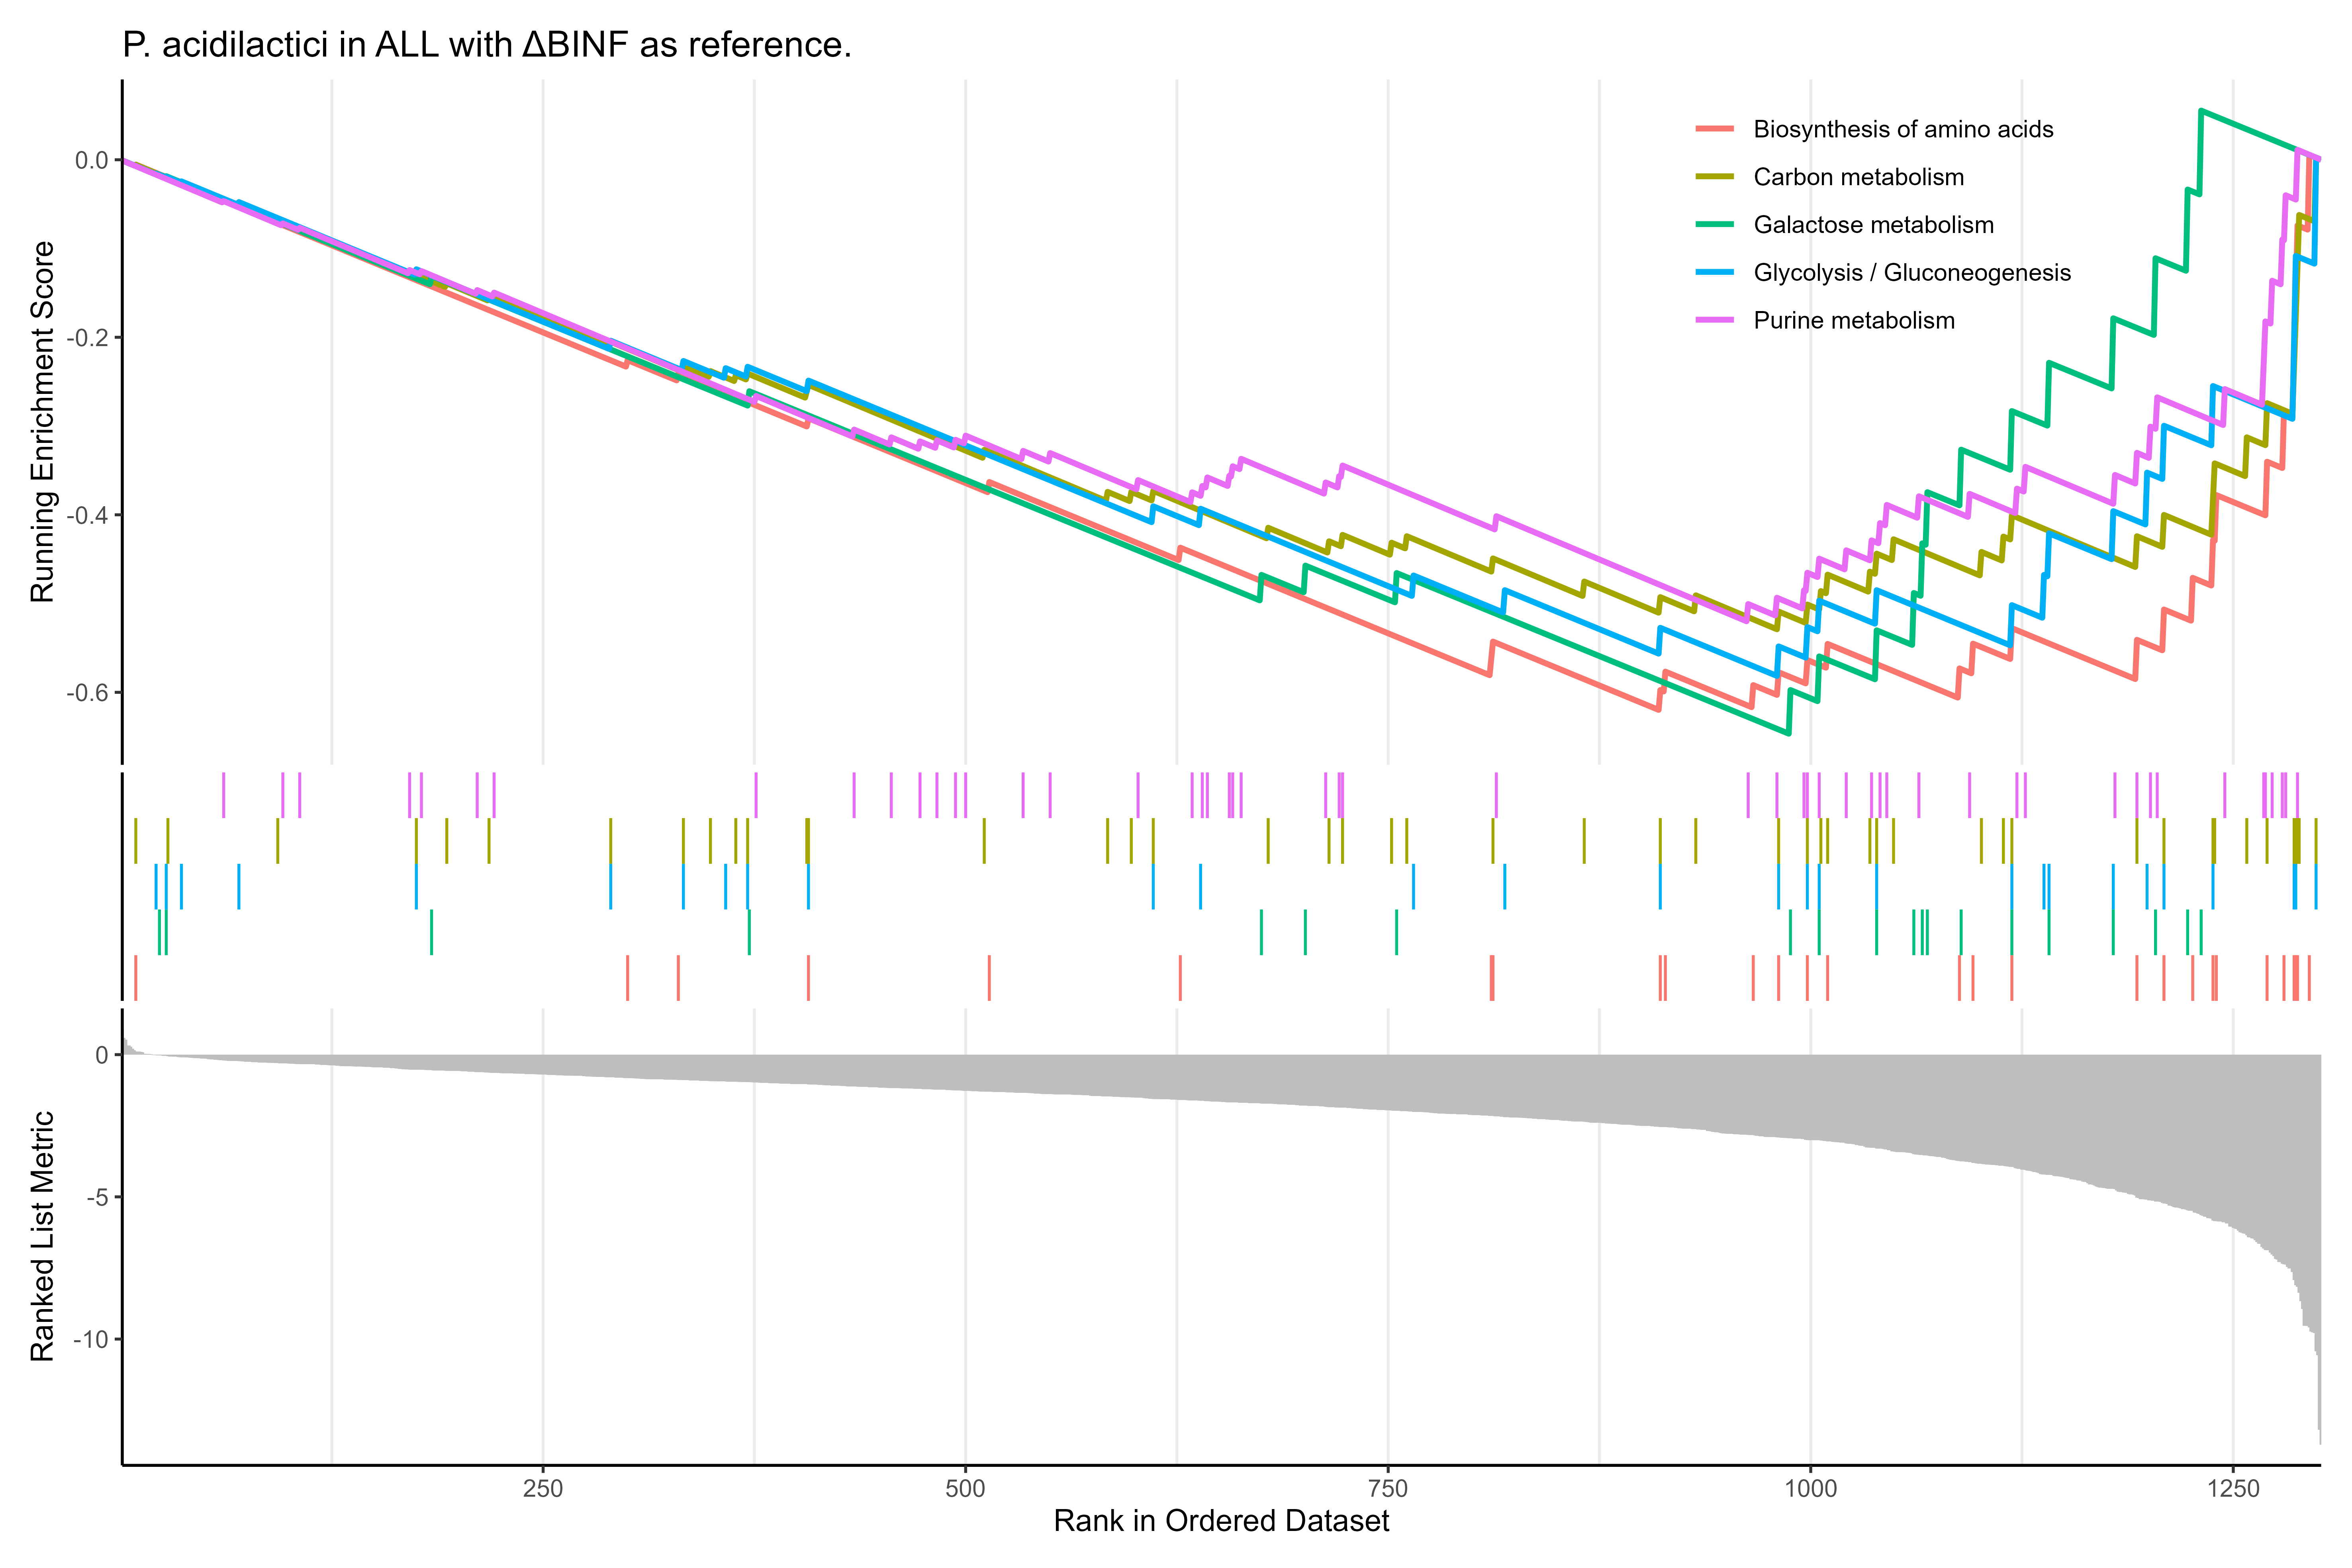 P. acidilactici in ALL with ΔBINF as reference.
Running Enrichment Score
0.0
-0.2
-0.4
-0.6
Biosynthesis of amino acids
Carbon metabolism
Galactose metabolism
Glycolysis / Gluconeogenesis
Purine metabolism
Ranked List Metric
0
-5
-10
250 500 750 1000 1250
Rank in Ordered Dataset